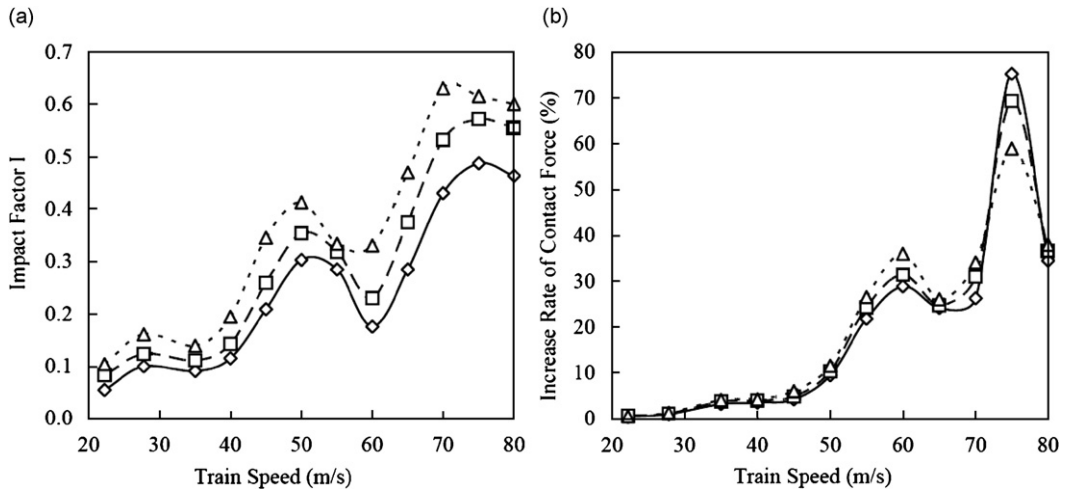 (a)
(b)
0.7
0.6
0.5
0.4
0.3
0.2
0.1
0.0
Impact Factor I
20 30 40 50 60 70 80
Train Speed (m/s)
80
70
60
50
40
30
20
10
0
Increase Rate of Contact Force (%)
20 30 40 50 60 70 80
Train Speed (m/s)